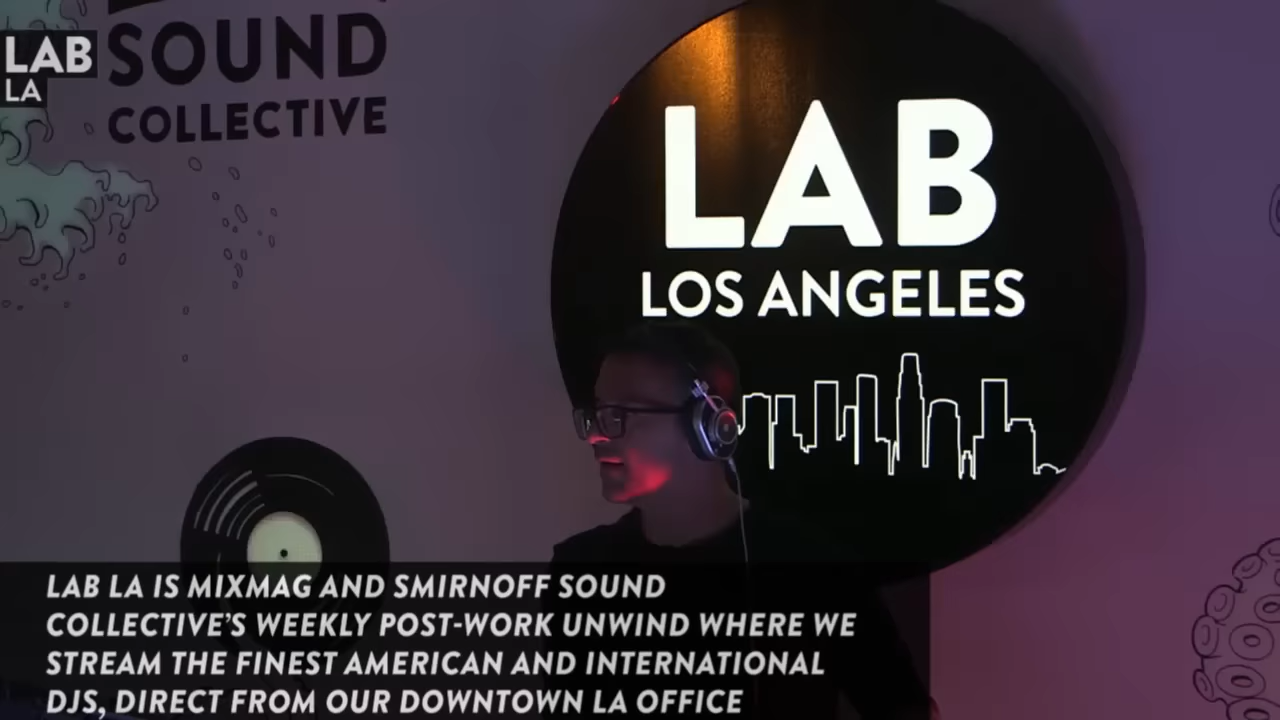 LAB
LA
SOUND
COLLECTIVE
LAB
LOS ANGELES
LAB LA IS MIXMAG AND SMIRNOFF SOUND
COLLECTIVE'S WEEKLY POST-WORK UNWIND WHERE WE
STREAM THE FINEST AMERICAN AND INTERNATIONAL
DJS, DIRECT FROM OUR DOWNTOWN LA OFFICE